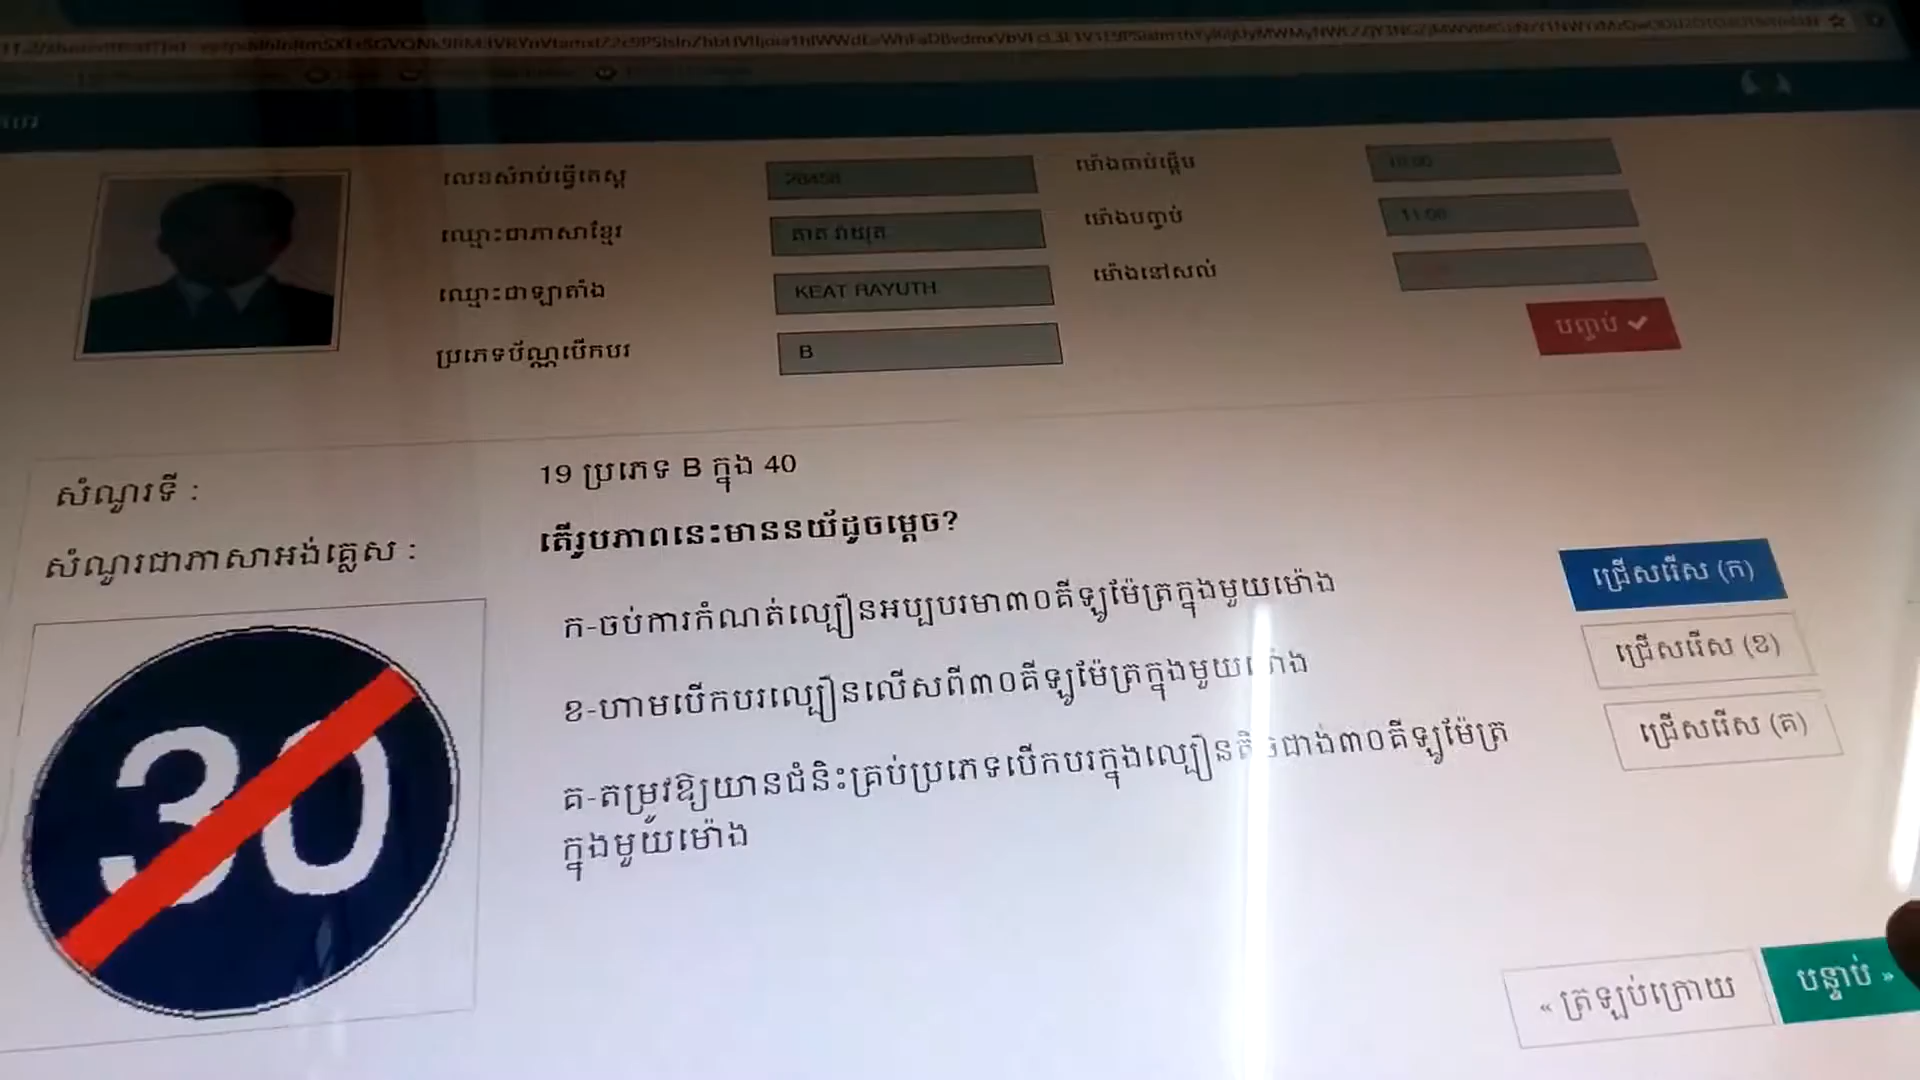 លេខសំរាប់ធ្វើតេស្ត 28458
ម៉ោងចាប់ផ្តើម
ឈ្មោះជាភាសាខ្មែរ
ម៉ោងបញ្ចប់ 11:00
ឈ្មោះជាឡាតាំង KEAT RAYUTH
ម៉ោងនៅសល់
ប្រភេទប័ណ្ណបើកបរ B
បញ្ចប់
សំណួរទី : 19 ប្រភេទ B ក្នុង 40
សំណួរជាភាសាអង់គ្លេស : តើរូបភាពនេះមានន័យដូចម្តេច?
ក-ចប់ការកំណត់ល្បឿនអប្បបរមា៣០គីឡូម៉ែត្រក្នុងមួយម៉ោង
ជ្រើសរើស (ក)
ខ-ហាមបើកបរល្បឿនលើសពី៣០គីឡូម៉ែត្រក្នុងមួយម៉ោង
ជ្រើសរើស (ខ)
គ-តម្រូវឱ្យយានជំនិះគ្រប់ប្រភេទបើកបរក្នុងល្បឿនតិចជាង៣០គីឡូម៉ែត្រ
ក្នុងមួយម៉ោង
ជ្រើសរើស (គ)
30
« ត្រឡប់ក្រោយ
បន្ទាប់ »